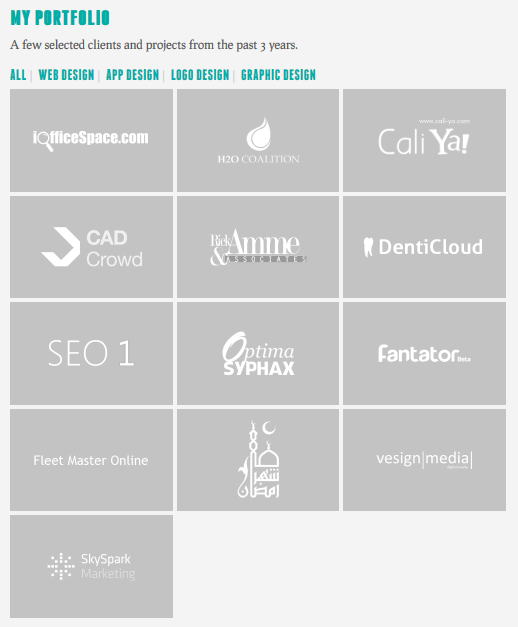 MY PORTFOLIO
A few selected clients and projects from the past 3 years.
ALL | WEB DESIGN | APP DESIGN | LOGO DESIGN | GRAPHIC DESIGN
iOfficeSpace.com
H2O COALITION
www.cali-ya.com
Cali Ya!
CAD
Crowd
Rick Amme
& ASSOCIATES
DentiCloud
SEO 1
Optima
SYPHAX
fantator Beta
Fleet Master Online
شهر
رمضان
vesign|media|
SkySpark
Marketing